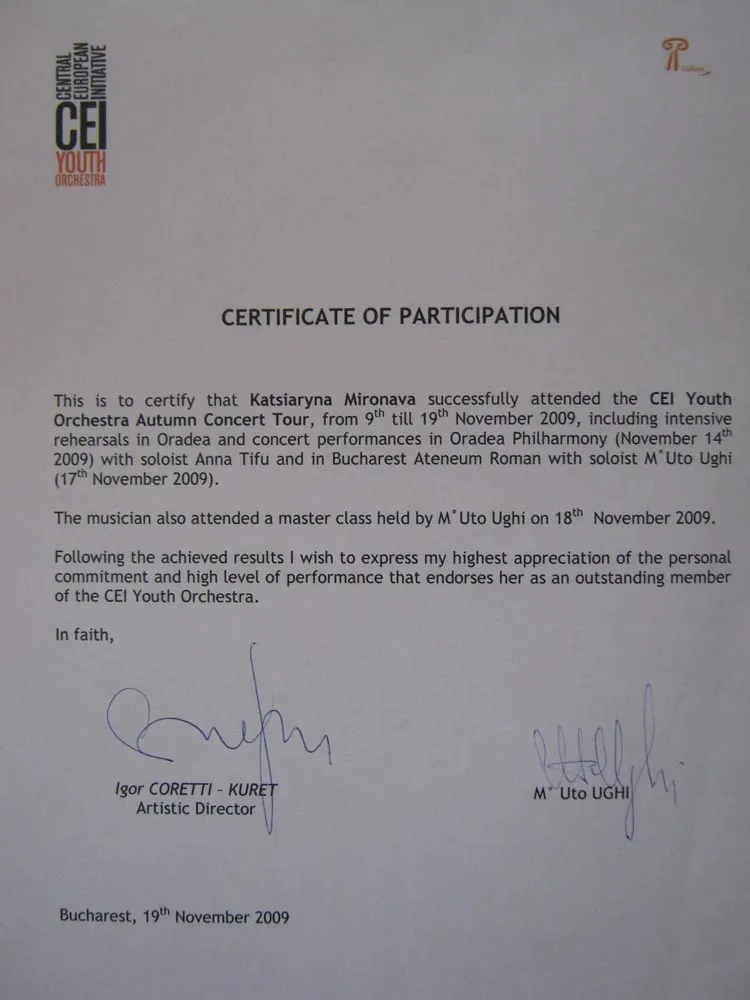 CENTRAL
EUROPEAN
INITIATIVE
CEI
YOUTH
ORCHESTRA
CERTIFICATE OF PARTICIPATION
This is to certify that Katsiaryna Mironava successfully attended the CEI Youth
Orchestra Autumn Concert Tour, from 9th till 19th November 2009, including intensive
rehearsals in Oradea and concert performances in Oradea Philharmony (November 14th
2009) with soloist Anna Tifu and in Bucharest Ateneum Roman with soloist M° Uto Ughi
(17th November 2009).
The musician also attended a master class held by M° Uto Ughi on 18th November 2009.
Following the achieved results I wish to express my highest appreciation of the personal
commitment and high level of performance that endorses her as an outstanding member
of the CEI Youth Orchestra.
In faith,
Igor CORETTI - KURET
Artistic Director
M° Uto UGHI
Bucharest, 19th November 2009